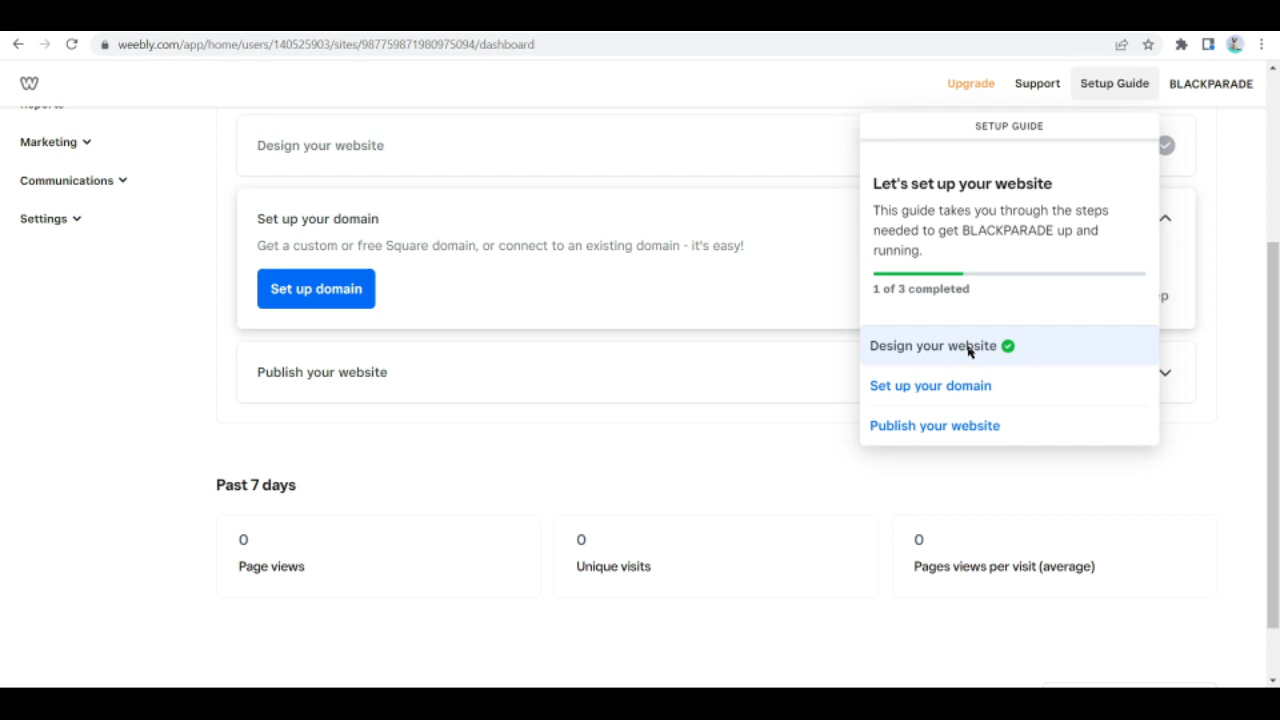 weebly.com/app/home/users/140525903/sites/987759871980975094/dashboard
Upgrade
Support
Setup Guide
BLACKPARADE
Reports
Marketing
Communications
Settings
Design your website
Set up your domain
Get a custom or free Square domain, or connect to an existing domain - it's easy!
Set up domain
Publish your website
SETUP GUIDE
Let's set up your website
This guide takes you through the steps
needed to get BLACKPARADE up and
running.
1 of 3 completed
Design your website
Set up your domain
Publish your website
Past 7 days
0
Page views
0
Unique visits
0
Pages views per visit (average)